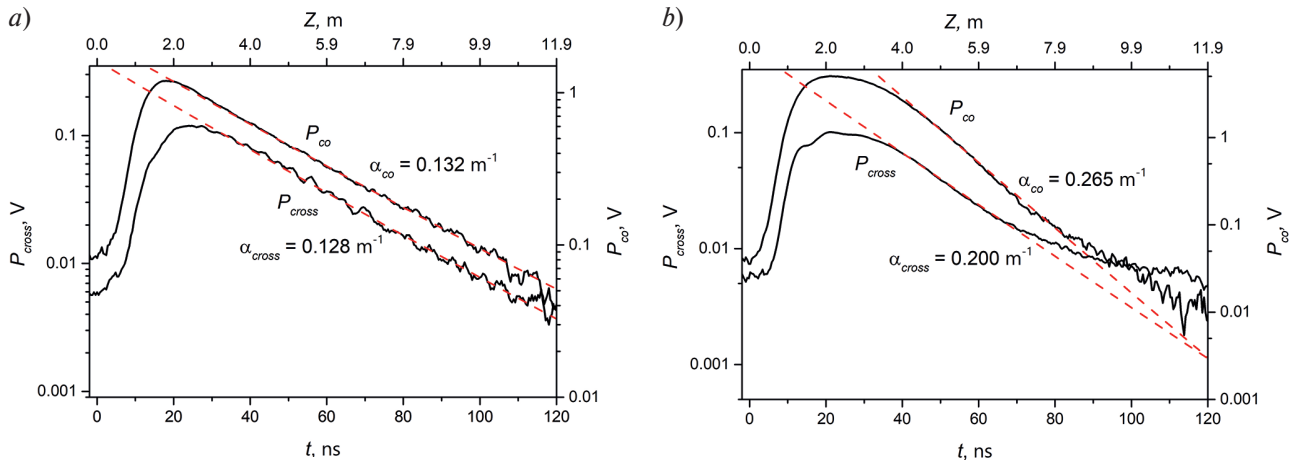 a)
Z, m
0.0 2.0 4.0 5.9 7.9 9.9 11.9
P_cross, V
0.1
0.01
0.001
P_co
α_co = 0.132 m⁻¹
P_cross
α_cross = 0.128 m⁻¹
1
0.1
0.01
P_co, V
0 20 40 60 80 100 120
t, ns
b)
Z, m
0.0 2.0 4.0 5.9 7.9 9.9 11.9
P_cross, V
0.1
0.01
0.001
P_co
P_cross
α_co = 0.265 m⁻¹
α_cross = 0.200 m⁻¹
1
0.1
0.01
0.001
P_co, V
0 20 40 60 80 100 120
t, ns